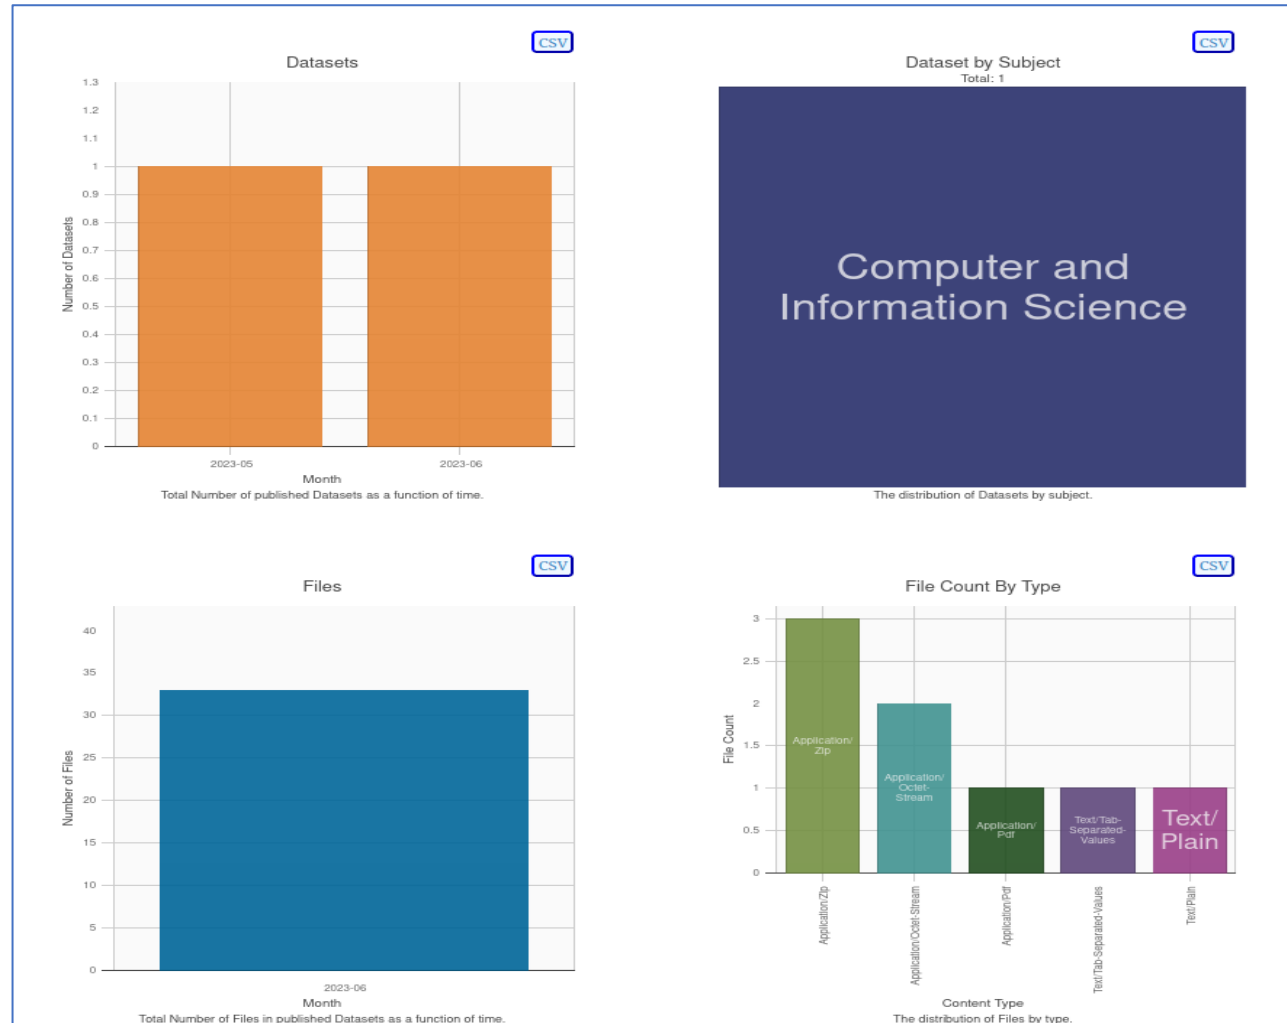 CSV
Datasets
1.3
1.2
1.1
1
0.9
0.8
0.7
0.6
0.5
0.4
0.3
0.2
0.1
0
Number of Datasets
2023-05
2023-06
Month
Total Number of published Datasets as a function of time.
CSV
Dataset by Subject
Total: 1
Computer and
Information Science
The distribution of Datasets by subject.
CSV
Files
40
35
30
25
20
15
10
5
0
Number of Files
2023-06
Month
Total Number of Files in published Datasets as a function of time.
CSV
File Count By Type
3
2.5
2
1.5
1
0.5
0
File Count
Application/
Zip
Application/
Octet-
Stream
Application/
Pdf
Text/Tab-
Separated-
Values
Text/
Plain
Application/Zip
Application/Octet-Stream
Application/Pdf
Text/Tab-Separated-Values
Text/Plain
Content Type
The distribution of Files by type.